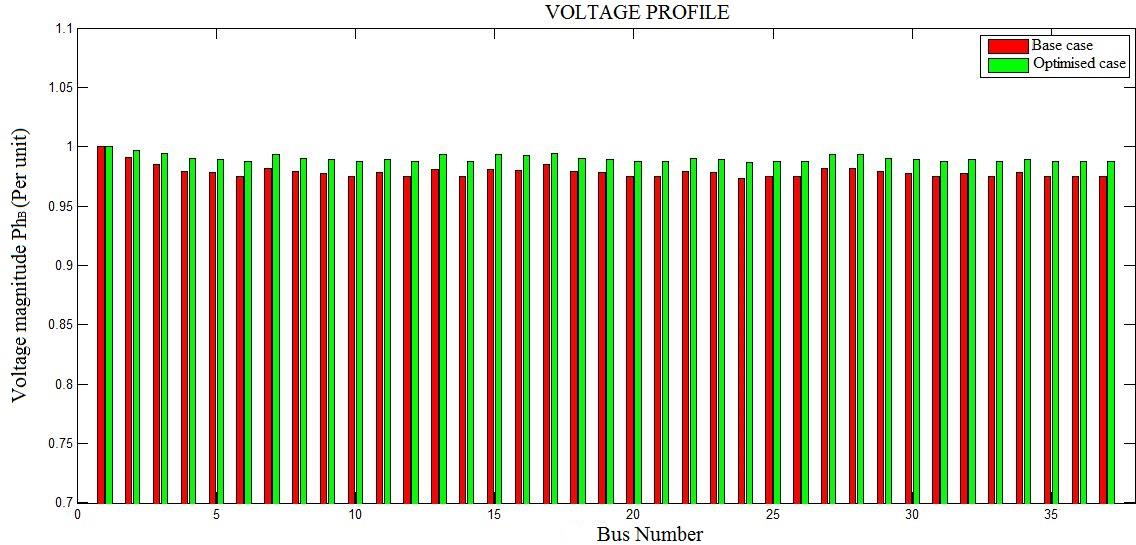 VOLTAGE PROFILE
Voltage magnitude PhB (Per unit)
1.1
1.05
1
0.95
0.9
0.85
0.8
0.75
0.7
Base case
Optimised case
0 5 10 15 20 25 30 35
Bus Number